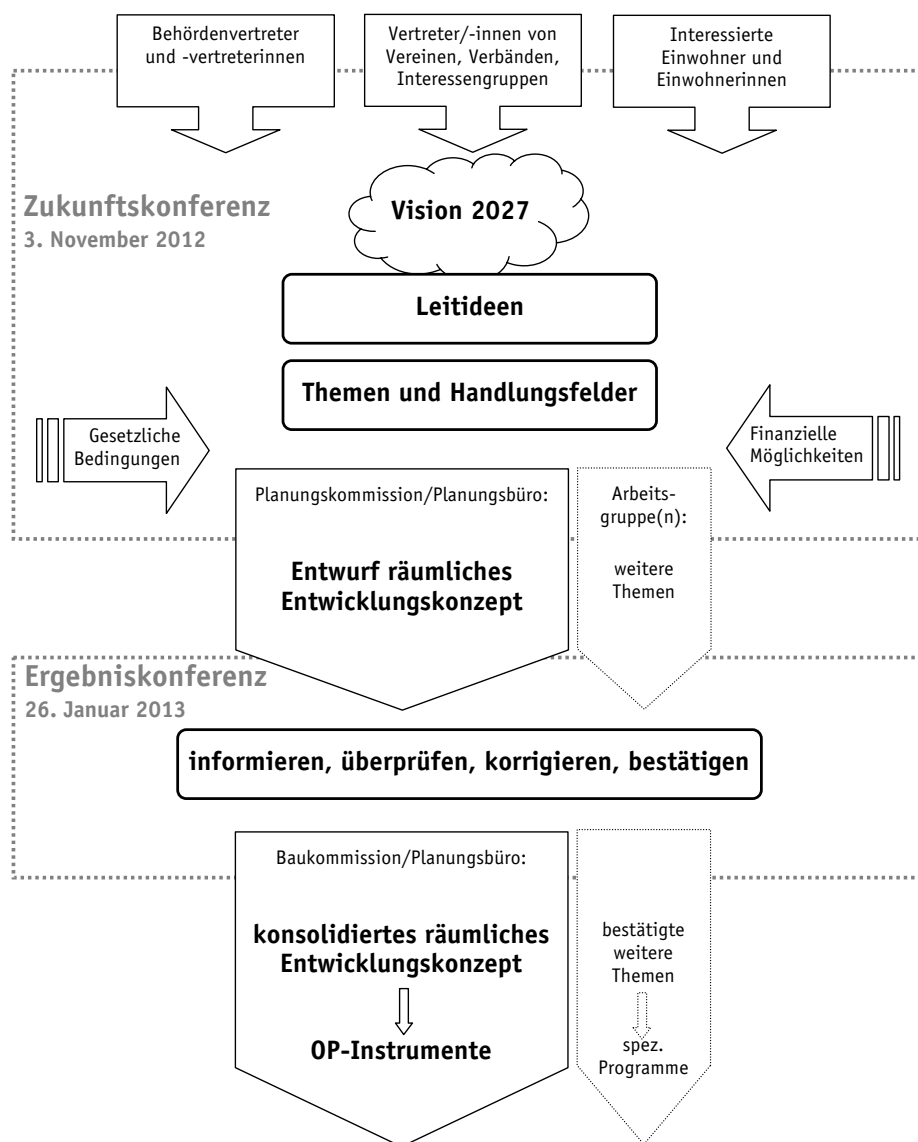 Behördenvertreter
und -vertreterinnen
Vertreter/-innen von
Vereinen, Verbänden,
Interessengruppen
Interessierte
Einwohner und
Einwohnerinnen
Zukunftskonferenz
3. November 2012
Vision 2027
Leitideen
Themen und Handlungsfelder
Gesetzliche
Bedingungen
Finanzielle
Möglichkeiten
Planungskommission/Planungsbüro:
Entwurf räumliches
Entwicklungskonzept
Arbeits-
gruppe(n):
weitere
Themen
Ergebniskonferenz
26. Januar 2013
informieren, überprüfen, korrigieren, bestätigen
Baukommission/Planungsbüro:
konsolidiertes räumliches
Entwicklungskonzept
OP-Instrumente
bestätigte
weitere
Themen
spez.
Programme